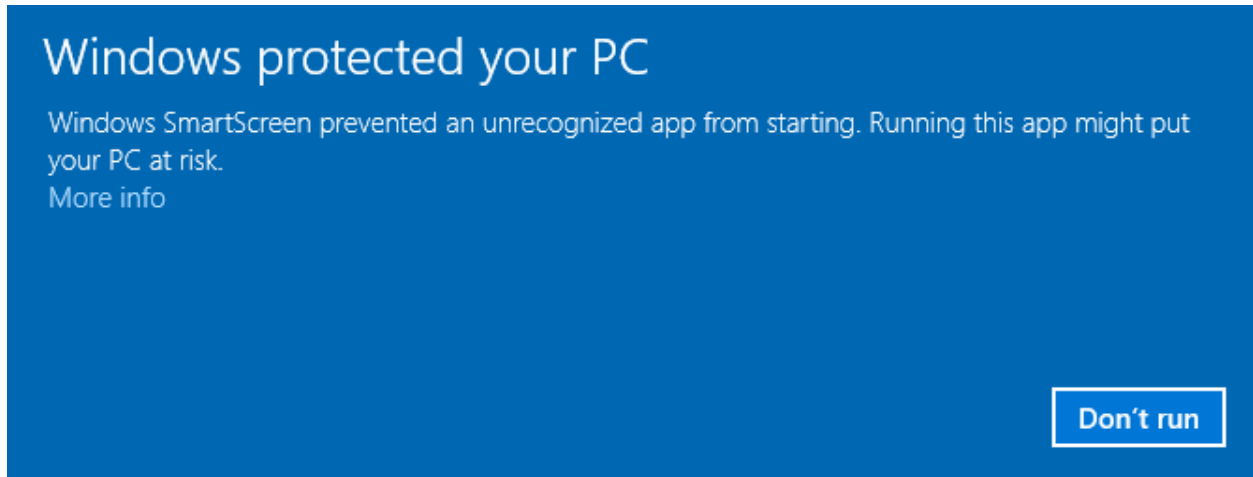 Windows protected your PC
Windows SmartScreen prevented an unrecognized app from starting. Running this app might put
your PC at risk.
More info
Don't run